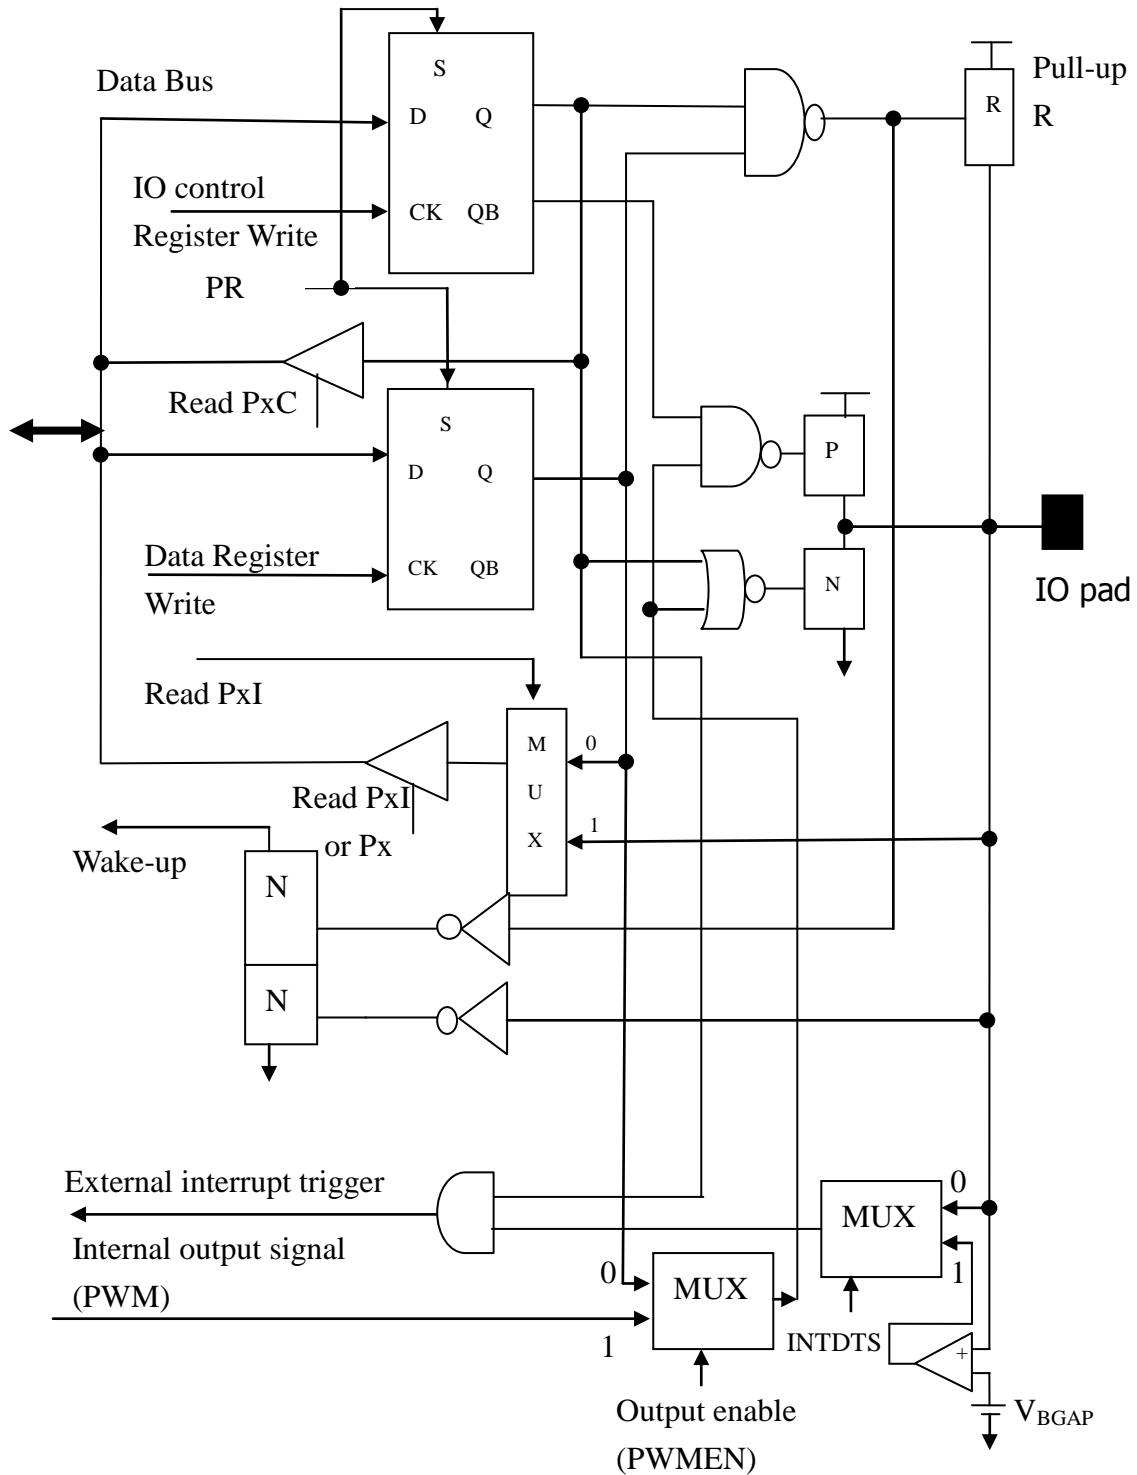 S
Data Bus
D Q
Pull-up
R
R
IO control
CK QB
Register Write
PR
Read PxC
S
D Q
P
Data Register
CK QB
Write
N
IO pad
Read PxI
M
U
X
0
1
Read PxI
or Px
Wake-up
N
N
External interrupt trigger
Internal output signal
(PWM)
0
1
MUX
MUX
0
1
INTDTS
+
Output enable
(PWMEN)
VBGAP